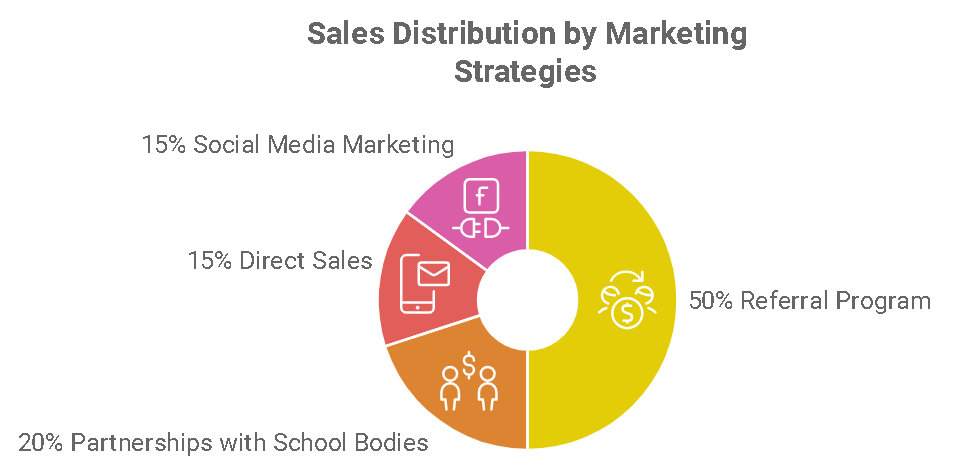 Sales Distribution by Marketing
Strategies
15% Social Media Marketing
15% Direct Sales
50% Referral Program
20% Partnerships with School Bodies
f
$
$